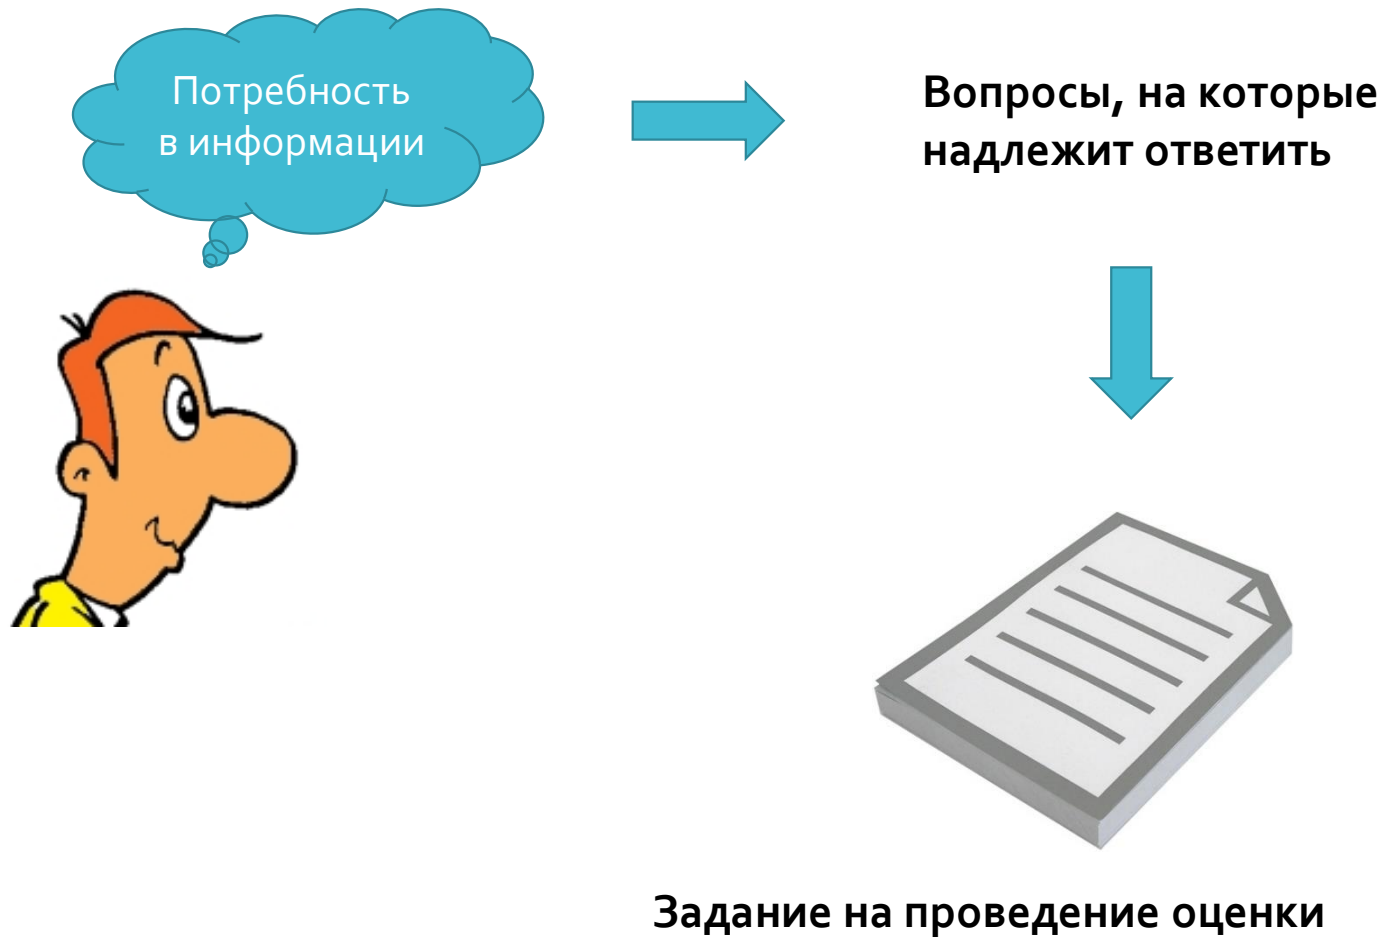 Потребность
в информации
Вопросы, на которые
надлежит ответить
Задание на проведение оценки